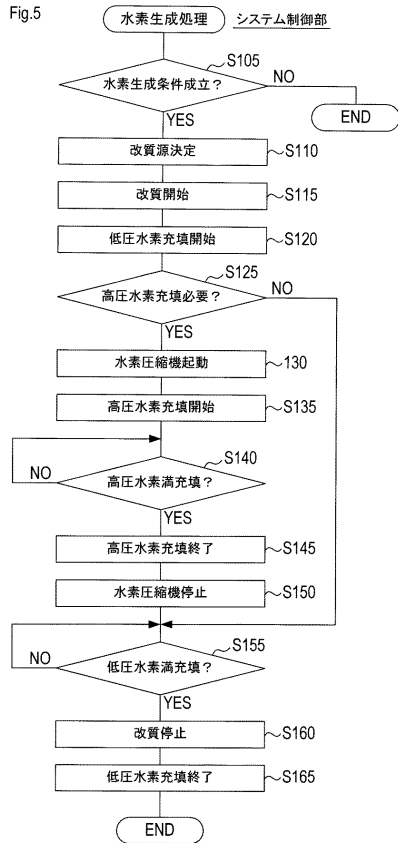 Fig.5
水素生成処理
システム制御部
S105
水素生成条件成立？
NO
YES
END
改質源決定
S110
改質開始
S115
低圧水素充填開始
S120
S125
高圧水素充填必要？
NO
YES
水素圧縮機起動
130
高圧水素充填開始
S135
S140
高圧水素満充填？
NO
YES
高圧水素充填終了
S145
水素圧縮機停止
S150
S155
低圧水素満充填？
NO
YES
改質停止
S160
低圧水素充填終了
S165
END